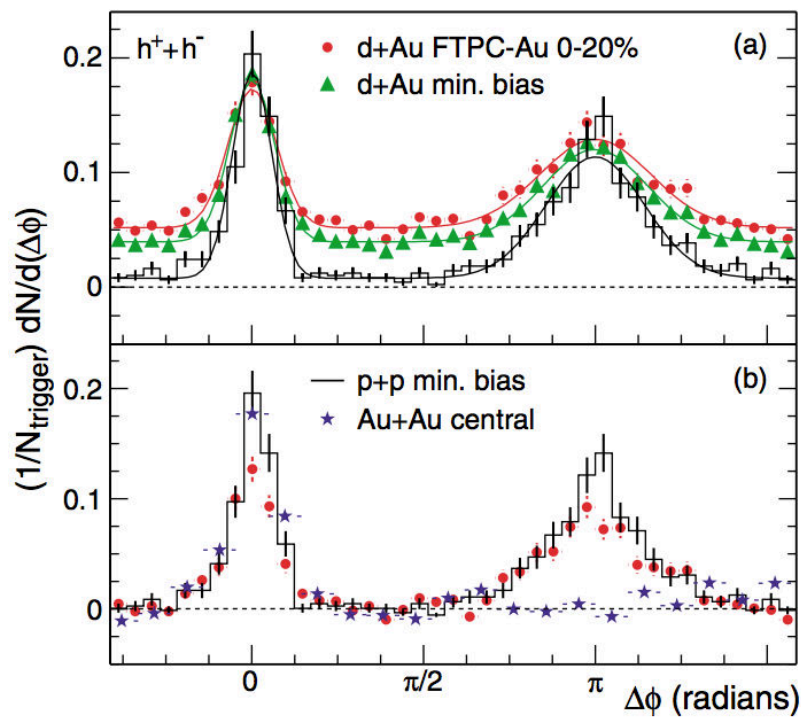 h⁺+h⁻
d+Au FTPC-Au 0-20%
(a)
d+Au min. bias
0.2
0.1
0
p+p min. bias
(b)
Au+Au central
0.2
0.1
0
(1/N_trigger) dN/d(Δϕ)
0 π/2 π Δϕ (radians)